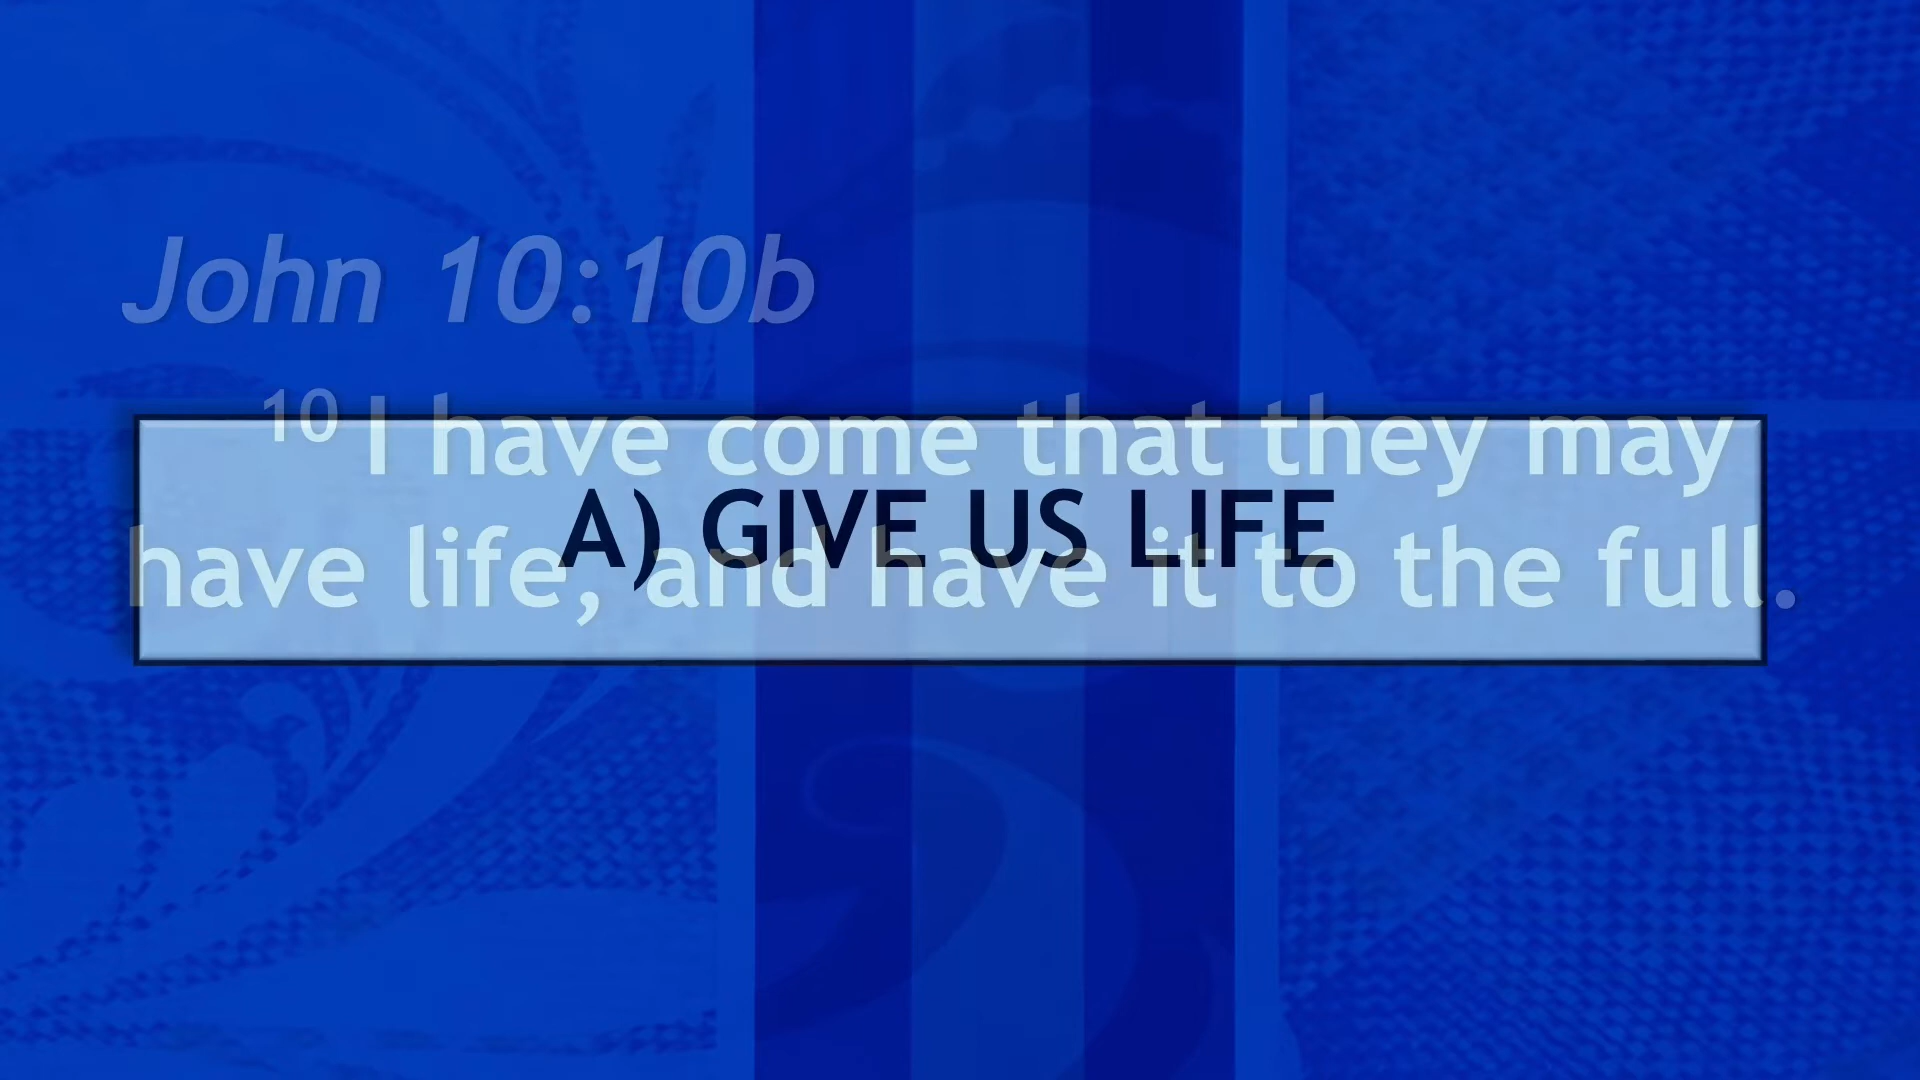 John 10:10b
10 I have come that they may
A) GIVE US LIFE
have life, and have it to the full.